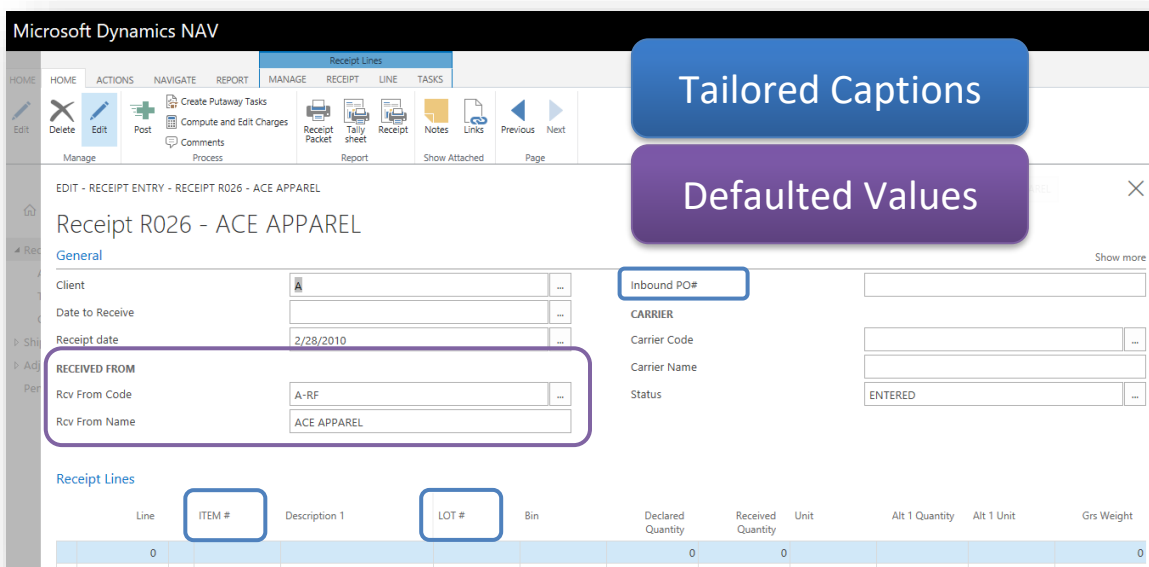 Microsoft Dynamics NAV
Tailored Captions
Defaulted Values
Receipt Lines
HOME HOME ACTIONS NAVIGATE REPORT MANAGE RECEIPT LINE TASKS
Edit Delete Edit Post Create Putaway Tasks
Compute and Edit Charges
Comments
Receipt Packet Tally sheet Receipt Notes Links Previous Next
Manage Process Report Show Attached Page
EDIT - RECEIPT ENTRY - RECEIPT R026 - ACE APPAREL
Receipt R026 - ACE APPAREL
General Show more
Client A ... Inbound PO#
Date to Receive ... CARRIER
Receipt date 2/28/2010 ... Carrier Code ...
RECEIVED FROM Carrier Name
Rcv From Code A-RF ... Status ENTERED ...
Rcv From Name ACE APPAREL
Rec
Shi
Adj
Per
Receipt Lines
Line ITEM # Description 1 LOT # Bin Declared Quantity Received Quantity Unit Alt 1 Quantity Alt 1 Unit Grs Weight
0 0 0 0